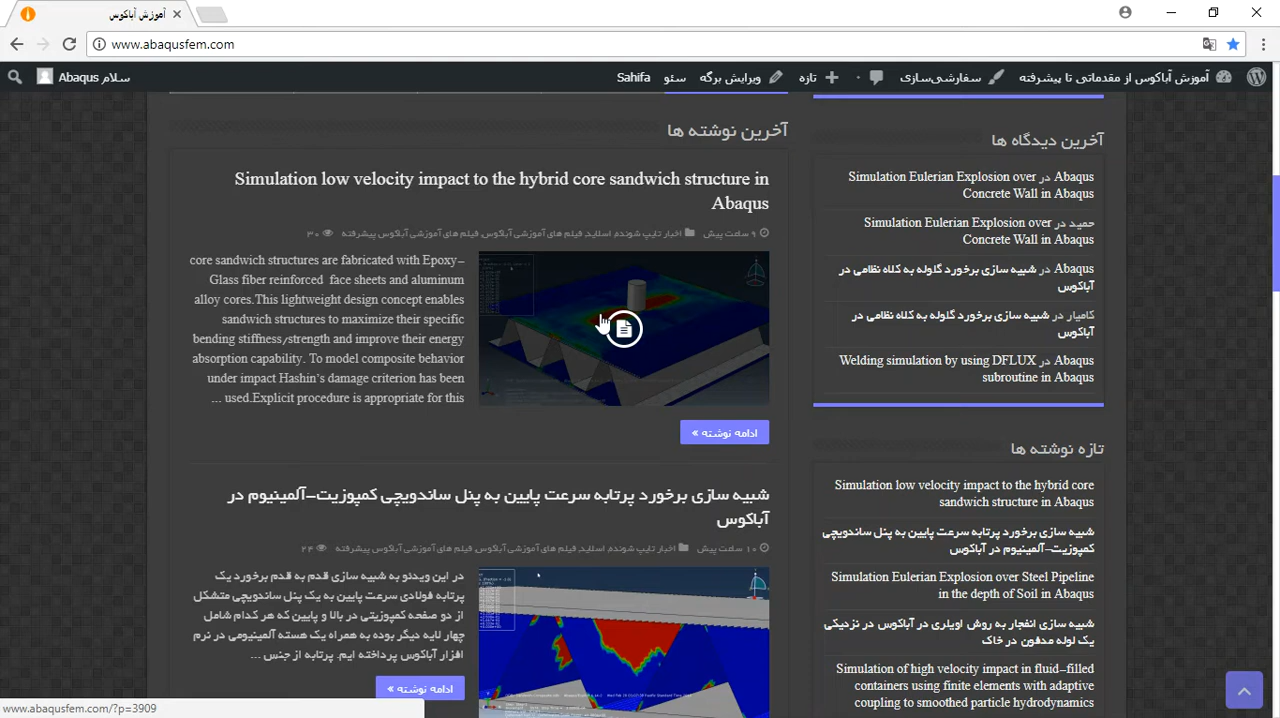 آموزش آباکوس
www.abaqusfem.com
سلام Abaqus
Sahifa
سئو
ویرایش برگه
تازه
سفارشی‌سازی
آموزش آباکوس از مقدماتی تا پیشرفته
آخرین نوشته ها
Simulation low velocity impact to the hybrid core sandwich structure in
Abaqus
۹ ساعت پیش اخبار تایپ شونده, اسلاید, فیلم های آموزشی آباکوس, فیلم های آموزشی آباکوس پیشرفته ۳۰
core sandwich structures are fabricated with Epoxy–
Glass fiber reinforced face sheets and aluminum
alloy cores.This lightweight design concept enables
sandwich structures to maximize their specific
bending stiffness/strength and improve their energy
absorption capability. To model composite behavior
under impact Hashin's damage criterion has been
used.Explicit procedure is appropriate for this ...
ادامه نوشته »
شبیه سازی برخورد پرتابه سرعت پایین به پنل ساندویچی کمپوزیت-آلمینیوم در
آباکوس
۱۰ ساعت پیش اخبار تایپ شونده, اسلاید, فیلم های آموزشی آباکوس, فیلم های آموزشی آباکوس پیشرفته ۲۴
در این ویدئو به شبیه سازی قدم به قدم برخورد یک
پرتابه فولادی سرعت پایین به یک پنل ساندویچی متشکل
از دو صفحه کمپوزیتی در بالا و پایین که هر کدام شامل
چهار لایه دیگر بوده به همراه یک هسته آلمینیومی در نرم
افزار آباکوس پرداخته ایم. پرتابه از جنس ...
ادامه نوشته »
آخرین دیدگاه ها
Abaqus در Simulation Eulerian Explosion over
Concrete Wall in Abaqus
حمید در Simulation Eulerian Explosion over
Concrete Wall in Abaqus
Abaqus در شبیه سازی برخورد گلوله به کلاه نظامی در
آباکوس
کامیار در شبیه سازی برخورد گلوله به کلاه نظامی در
آباکوس
Abaqus در Welding simulation by using DFLUX
subroutine in Abaqus
تازه نوشته ها
Simulation low velocity impact to the hybrid core
sandwich structure in Abaqus
شبیه سازی برخورد پرتابه سرعت پایین به پنل ساندویچی
کمپوزیت-آلمینیوم در آباکوس
Simulation Eulerian Explosion over Steel Pipeline
in the depth of Soil in Abaqus
شبیه سازی انفجار به روش اویلری در آباکوس در نزدیکی
یک لوله مدفون در خاک
Simulation of high velocity impact in fluid-filled
containers using finite elements with adaptive
coupling to smoothed particle hydrodynamics
www.abaqusfem.com/?p=3909